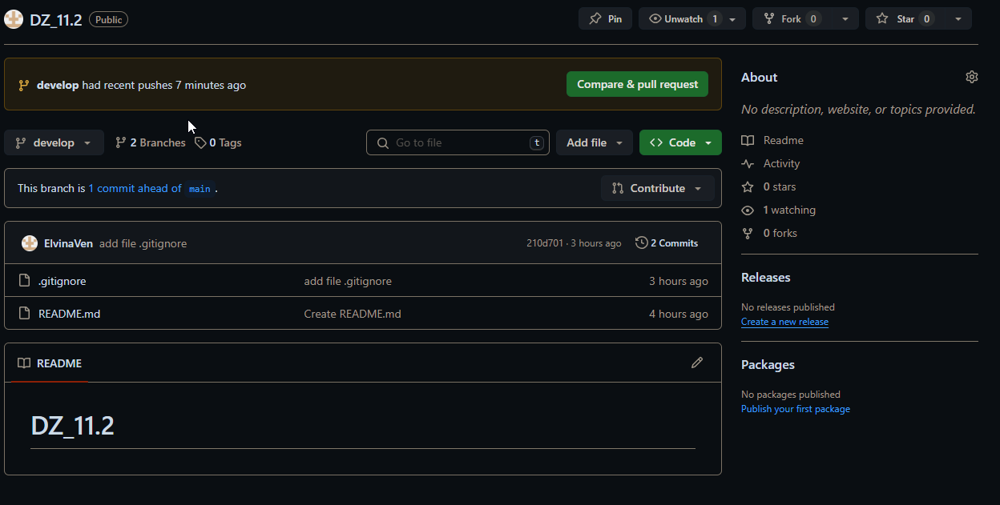 DZ_11.2 Public Pin Unwatch 1 Fork 0 Star 0
develop had recent pushes 7 minutes ago Compare & pull request
develop 2 Branches 0 Tags Go to file t Add file Code
This branch is 1 commit ahead of main . Contribute
ElvinaVen add file .gitignore 210d701 · 3 hours ago 2 Commits
.gitignore add file .gitignore 3 hours ago
README.md Create README.md 4 hours ago
README
DZ_11.2
About
No description, website, or topics provided.
Readme
Activity
0 stars
1 watching
0 forks
Releases
No releases published
Create a new release
Packages
No packages published
Publish your first package